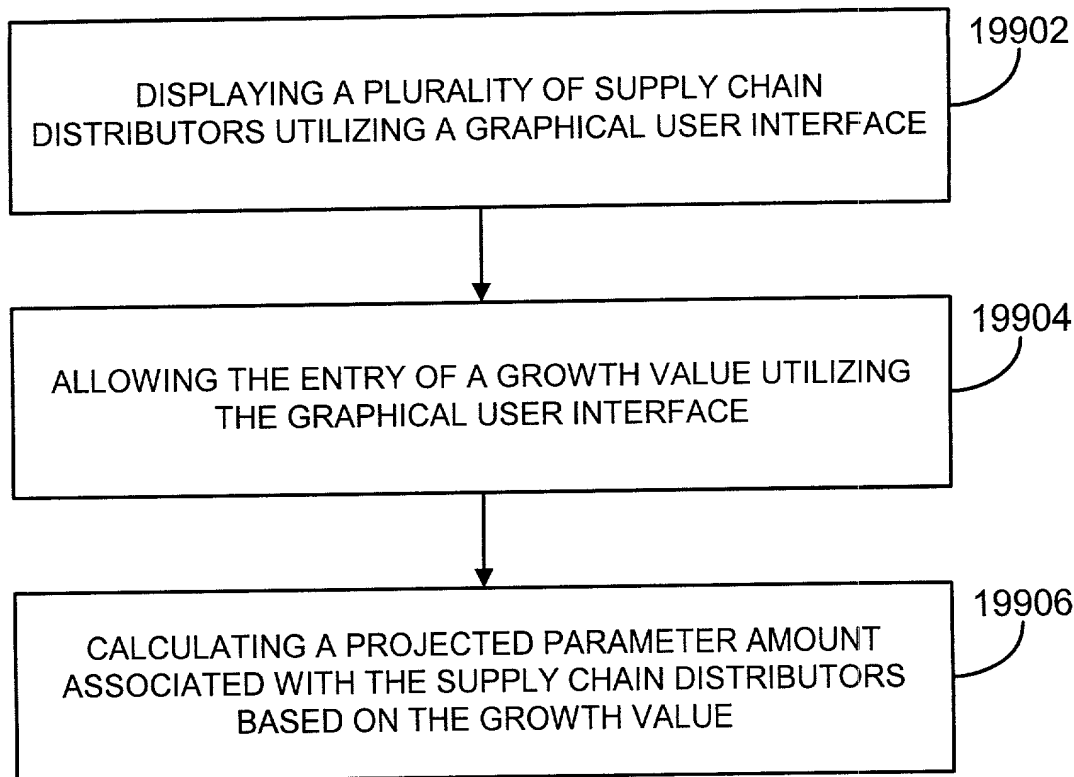 19902
DISPLAYING A PLURALITY OF SUPPLY CHAIN
DISTRIBUTORS UTILIZING A GRAPHICAL USER INTERFACE
19904
ALLOWING THE ENTRY OF A GROWTH VALUE UTILIZING
THE GRAPHICAL USER INTERFACE
19906
CALCULATING A PROJECTED PARAMETER AMOUNT
ASSOCIATED WITH THE SUPPLY CHAIN DISTRIBUTORS
BASED ON THE GROWTH VALUE